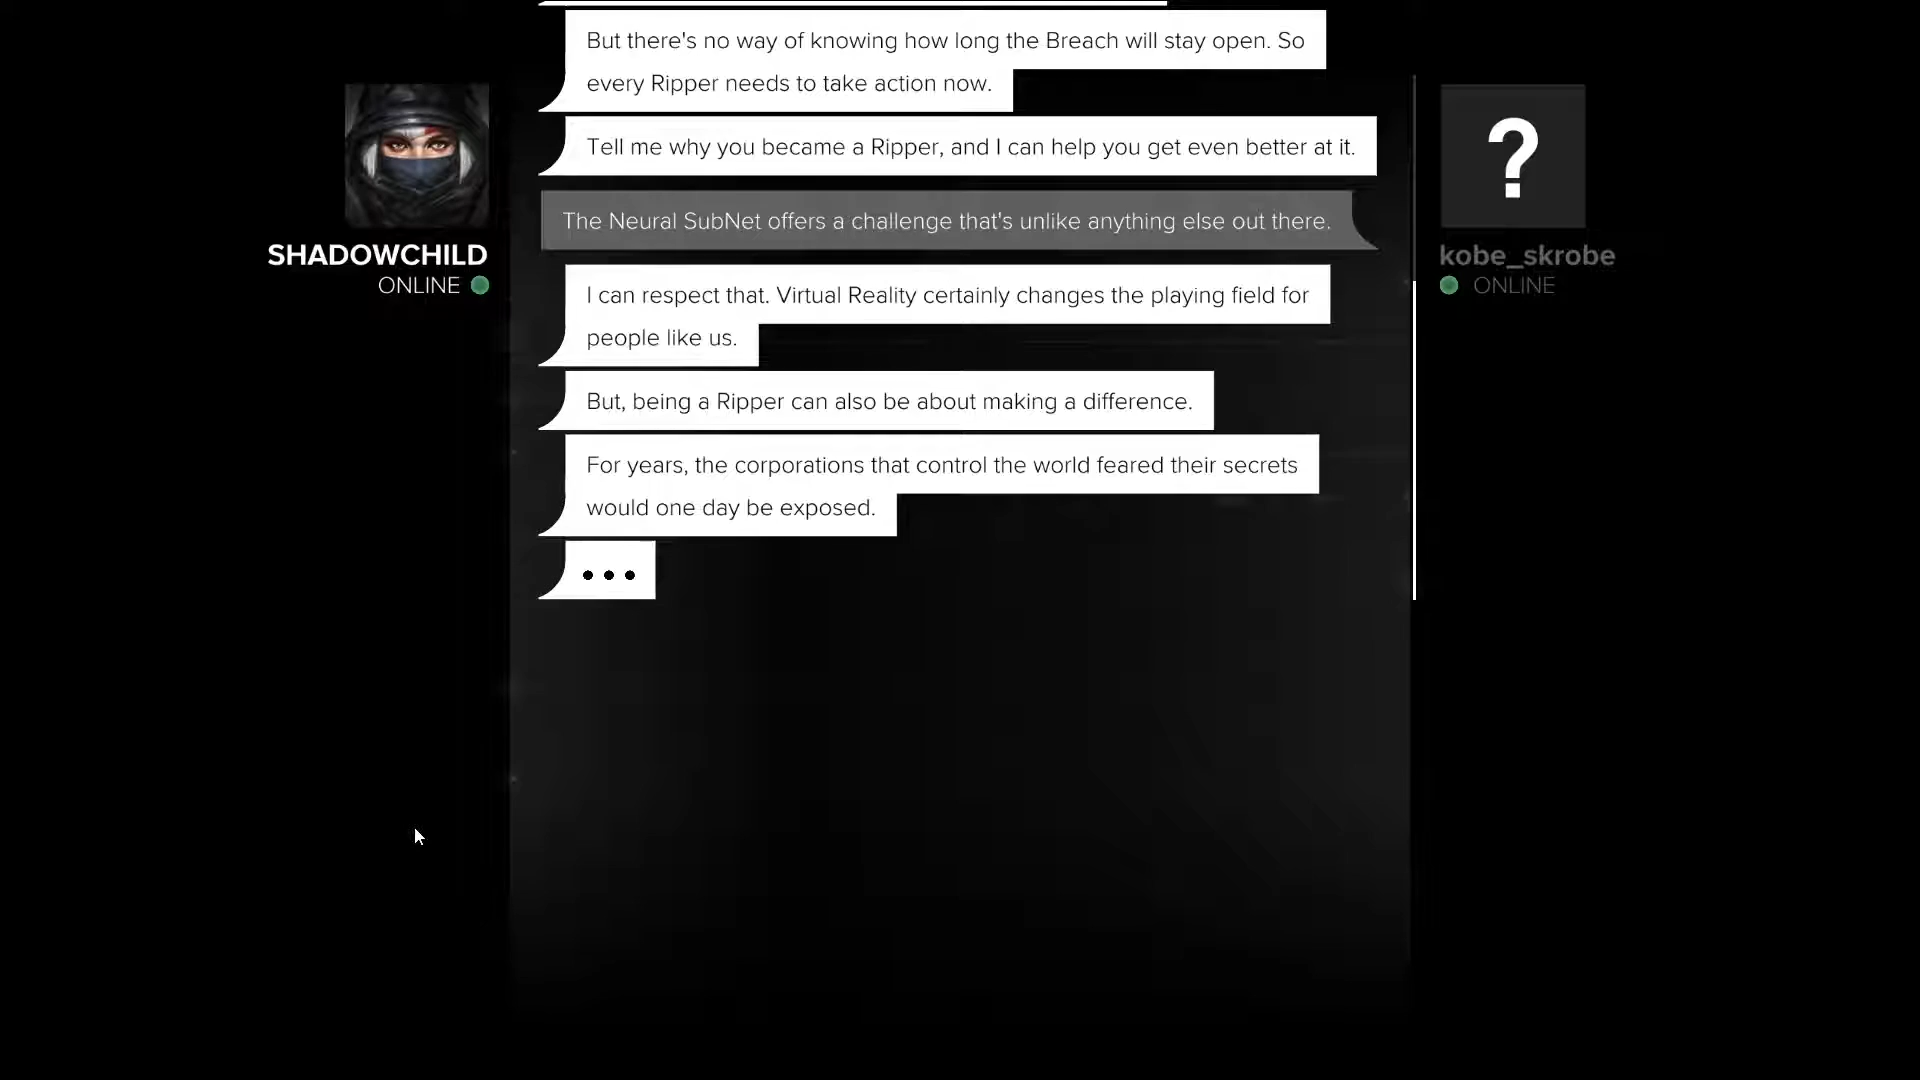 But there's no way of knowing how long the Breach will stay open. So
every Ripper needs to take action now.
Tell me why you became a Ripper, and I can help you get even better at it.
The Neural SubNet offers a challenge that's unlike anything else out there.
SHADOWCHILD
ONLINE
kobe_skrobe
ONLINE
I can respect that. Virtual Reality certainly changes the playing field for
people like us.
But, being a Ripper can also be about making a difference.
For years, the corporations that control the world feared their secrets
would one day be exposed.